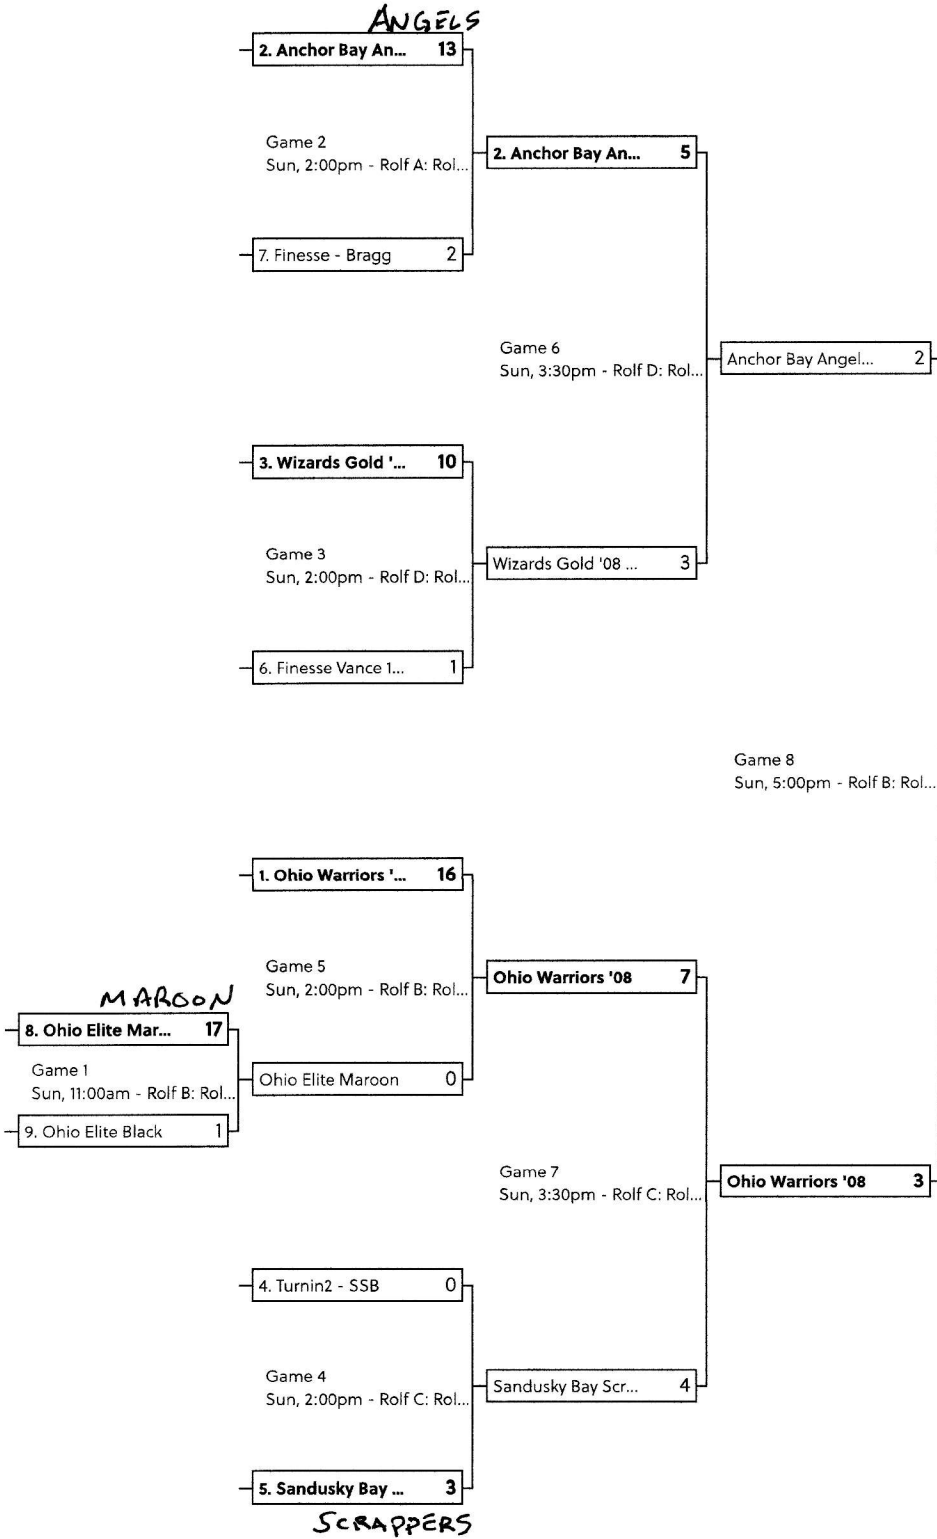 ANGELS
2. Anchor Bay An... 13
Game 2
Sun, 2:00pm - Rolf A: Rol...
2. Anchor Bay An... 5
7. Finesse - Bragg 2
Game 6
Sun, 3:30pm - Rolf D: Rol...
Anchor Bay Angel... 2
3. Wizards Gold '... 10
Game 3
Sun, 2:00pm - Rolf D: Rol...
Wizards Gold '08 ... 3
6. Finesse Vance 1... 1
Game 8
Sun, 5:00pm - Rolf B: Rol...
1. Ohio Warriors '... 16
Game 5
Sun, 2:00pm - Rolf B: Rol...
Ohio Warriors '08 7
MAROON
8. Ohio Elite Mar... 17
Game 1
Sun, 11:00am - Rolf B: Rol...
Ohio Elite Maroon 0
9. Ohio Elite Black 1
Game 7
Sun, 3:30pm - Rolf C: Rol...
Ohio Warriors '08 3
4. Turnin2 - SSB 0
Game 4
Sun, 2:00pm - Rolf C: Rol...
Sandusky Bay Scr... 4
5. Sandusky Bay ... 3
SCRAPPERS